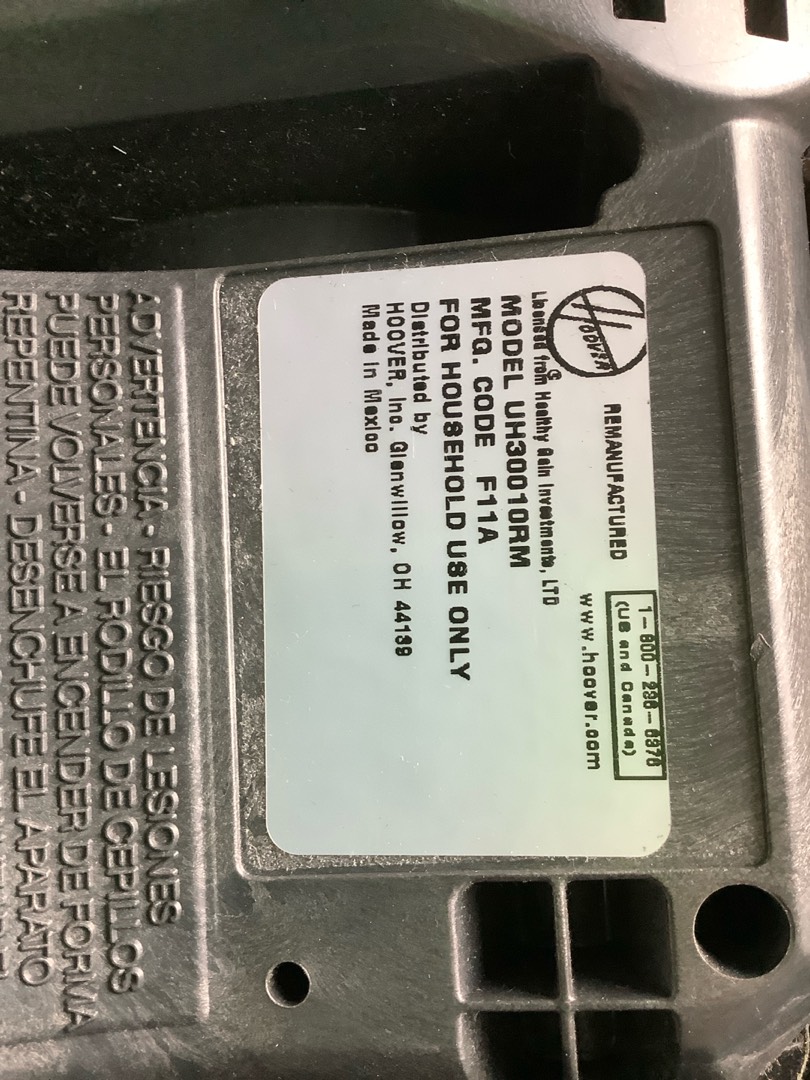 HOOVER
REMANUFACTURED
1-800-263-6376
(US and Canada)
www.hoover.com
Licensed from Healthy Gain Investments, LTD
MODEL UH30010RM
MFG. CODE F11A
FOR HOUSEHOLD USE ONLY
Distributed by
HOOVER, Inc. Glenwillow, OH 44139
Made in Mexico
ADVERTENCIA • RIESGO DE LESIONES
PERSONALES • EL RODILLO DE CEPILLOS
PUEDE VOLVERSE A ENCENDER DE FORMA
REPENTINA • DESENCHUFE EL APARATO